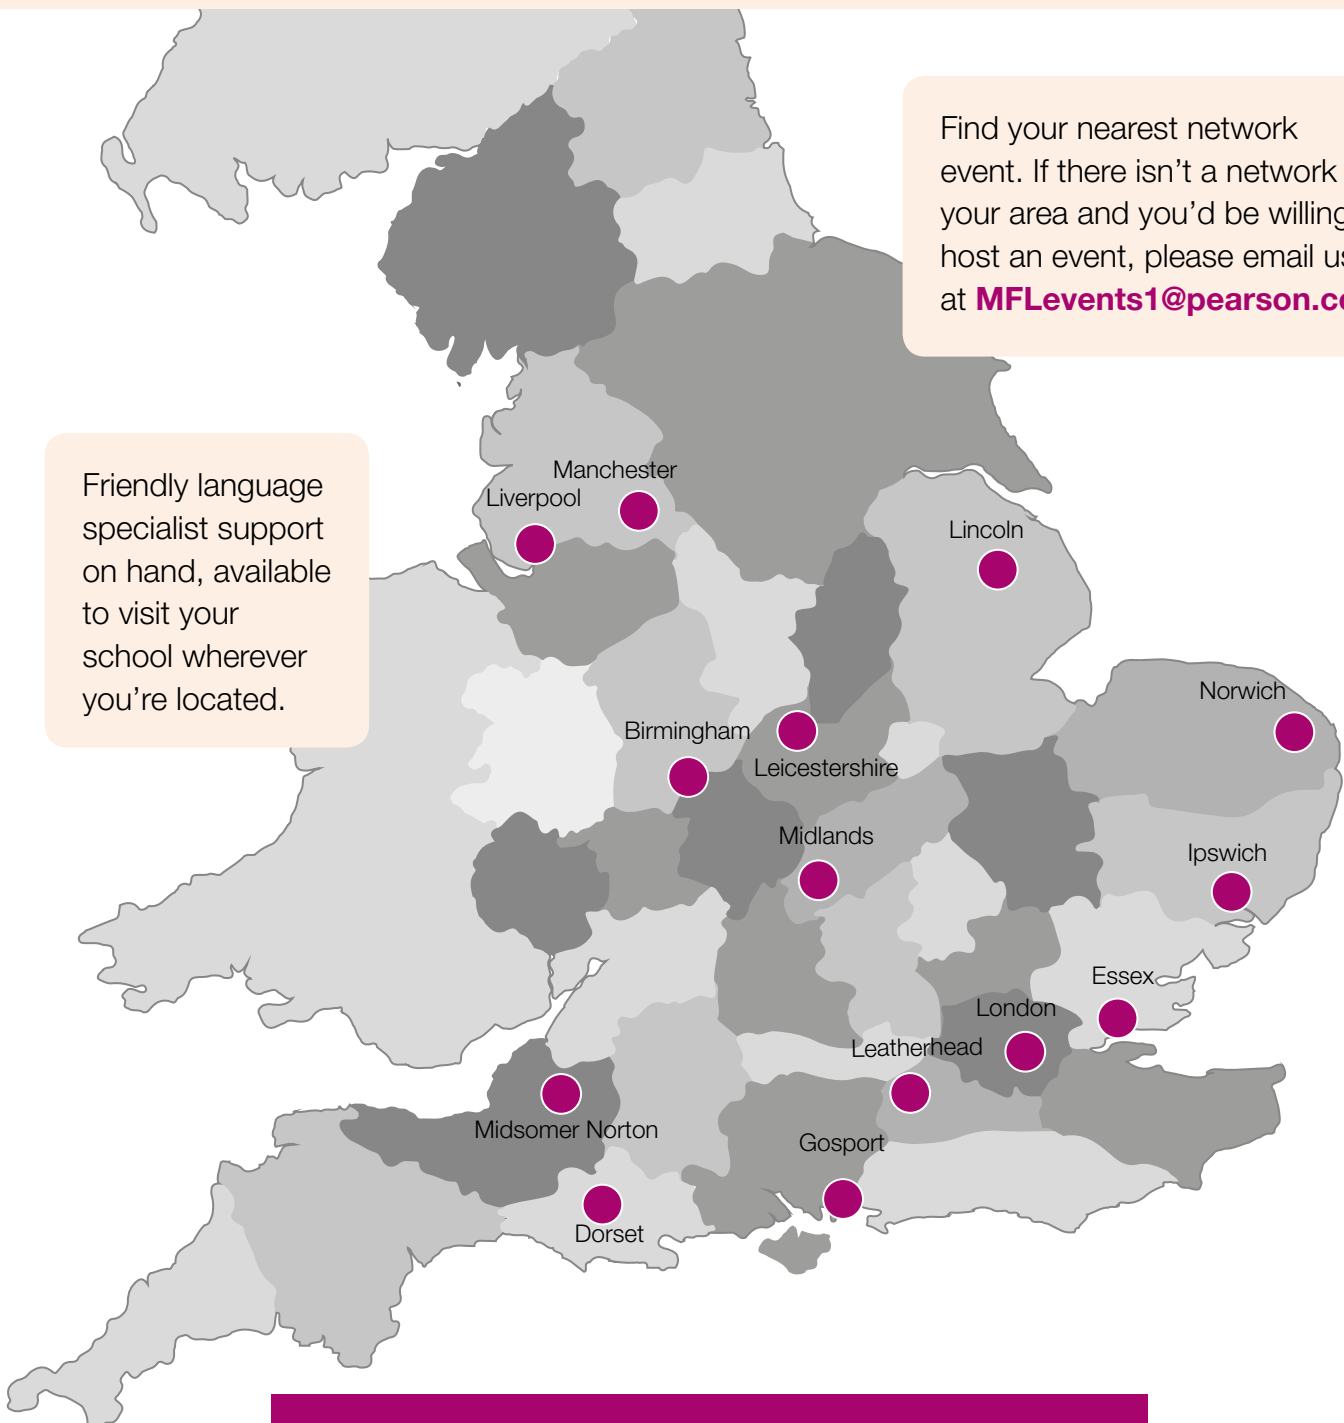 Find your nearest network
event. If there isn't a network
your area and you'd be willing
host an event, please email us
at MFLevents1@pearson.co
Friendly language
specialist support
on hand, available
to visit your
school wherever
you're located.
Manchester
Liverpool
Lincoln
Norwich
Birmingham
Leicestershire
Midlands
Ipswich
Essex
London
Leatherhead
Midsomer Norton
Gosport
Dorset